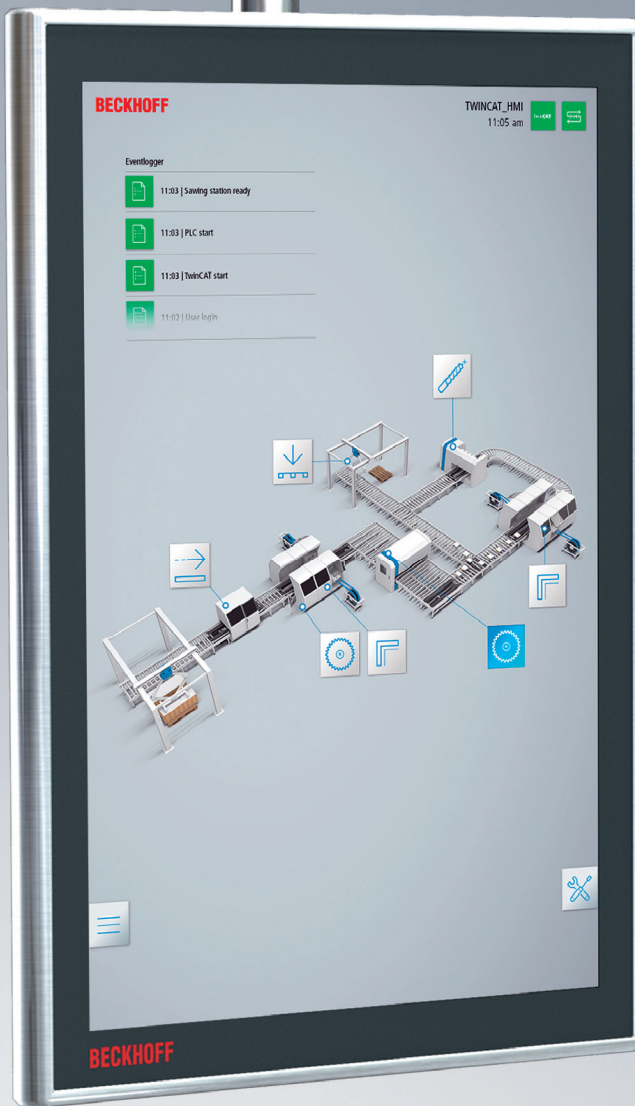 BECKHOFF
TWINCAT_HMI
11:05 am
TwinCAT
Eventlogger
11:03 | Sawing station ready
11:03 | PLC start
11:03 | TwinCAT start
11:02 | User login
BECKHOFF